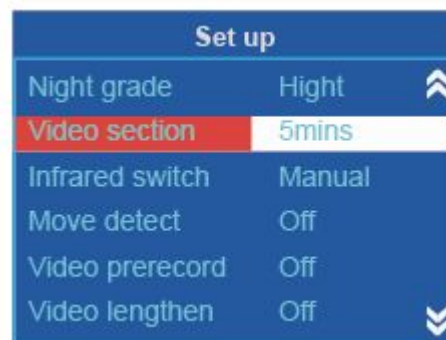 Set up
Night grade Hight
Video section 5mins
Infrared switch Manual
Move detect Off
Video prerecord Off
Video lengthen Off